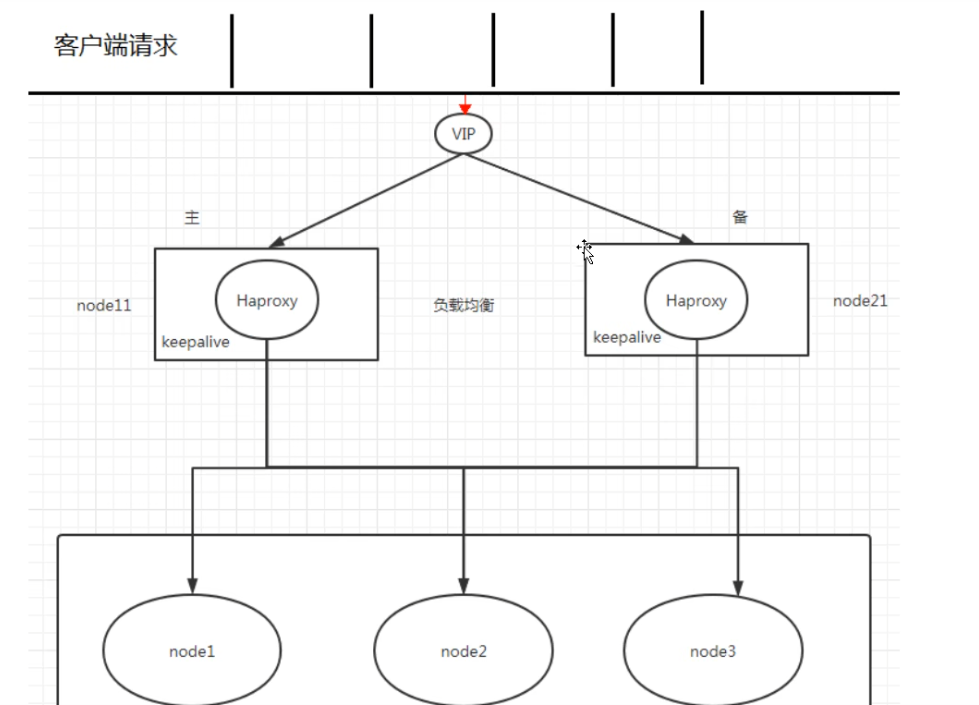 客户端请求
VIP
主
备
node11
Haproxy
keepalive
负载均衡
Haproxy
keepalive
node21
node1
node2
node3